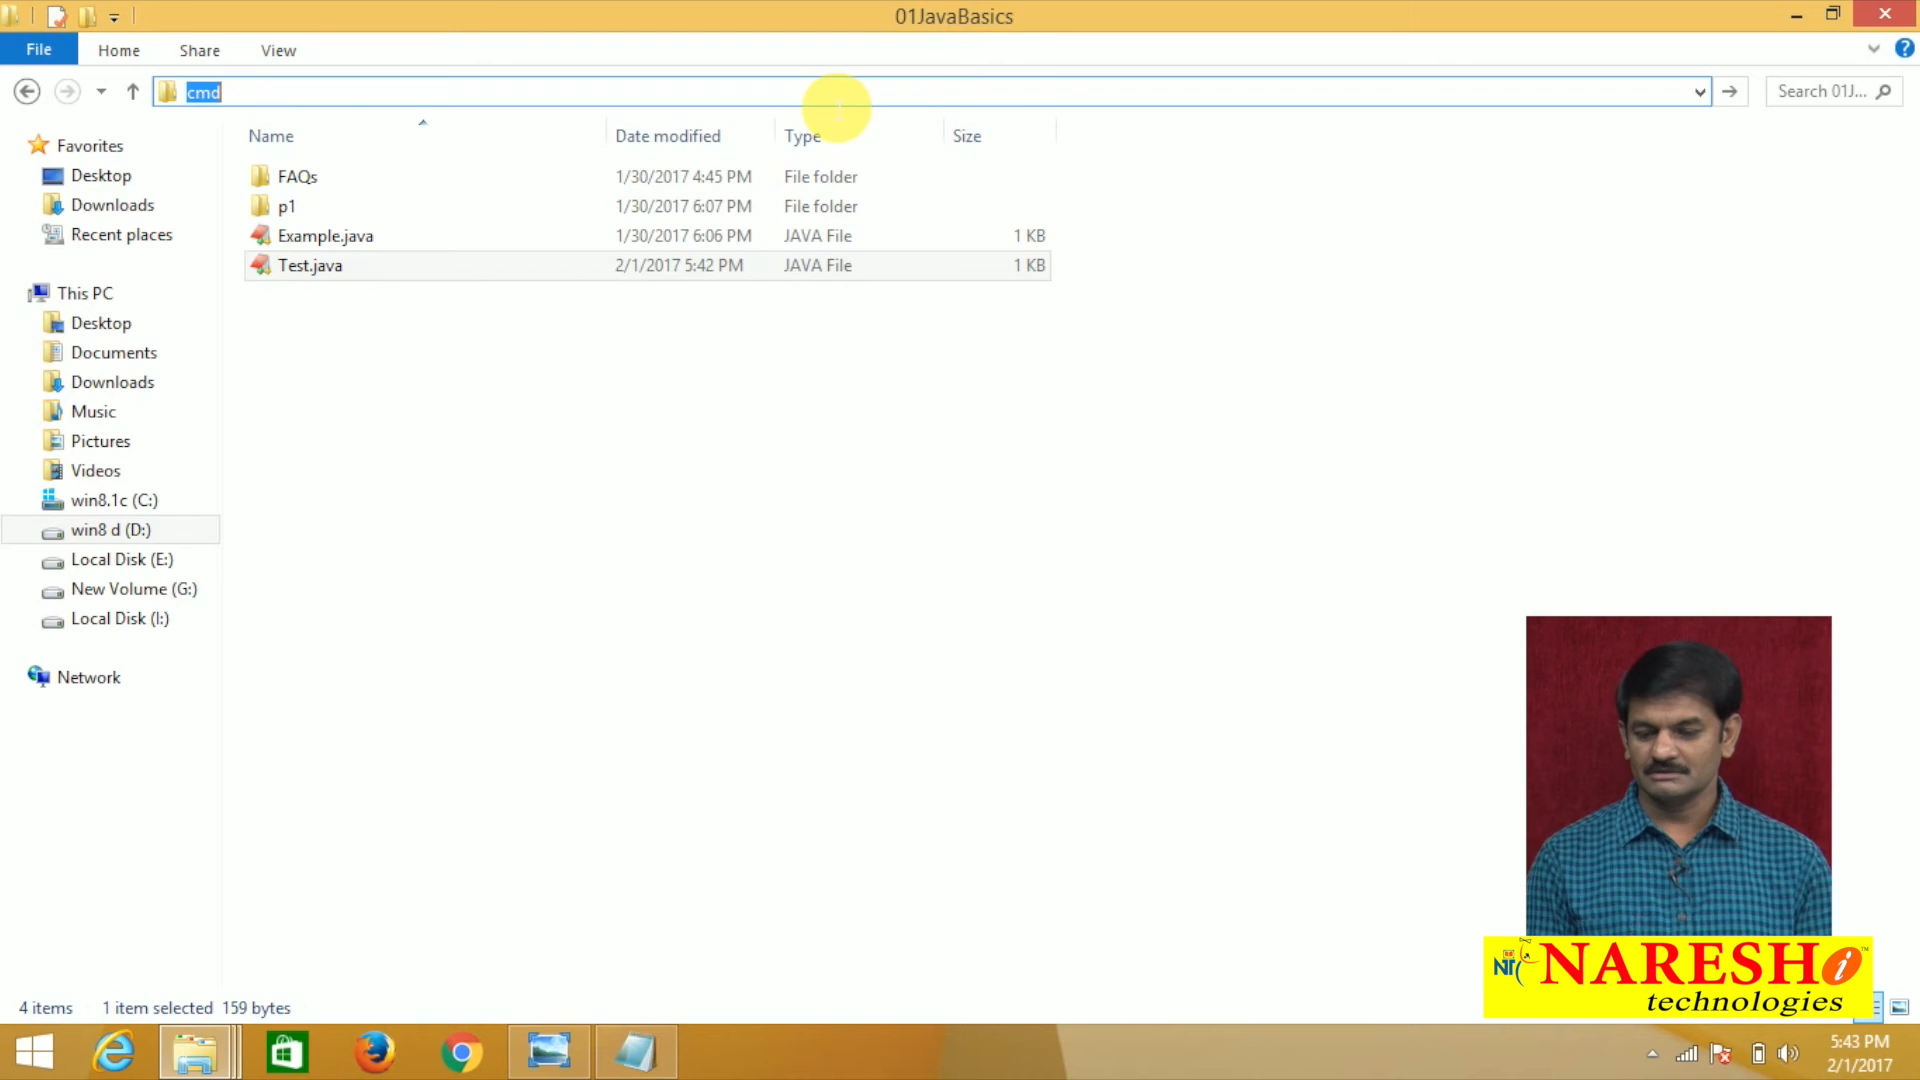 01JavaBasics
File Home Share View
cmd
Search 01J...
Name Date modified Type Size
FAQs 1/30/2017 4:45 PM File folder
p1 1/30/2017 6:07 PM File folder
Example.java 1/30/2017 6:06 PM JAVA File 1 KB
Test.java 2/1/2017 5:42 PM JAVA File 1 KB
Favorites
Desktop
Downloads
Recent places
This PC
Desktop
Documents
Downloads
Music
Pictures
Videos
win8.1c (C:)
win8 d (D:)
Local Disk (E:)
New Volume (G:)
Local Disk (I:)
Network
NARESH i ™
technologies
4 items 1 item selected 159 bytes
5:43 PM
2/1/2017